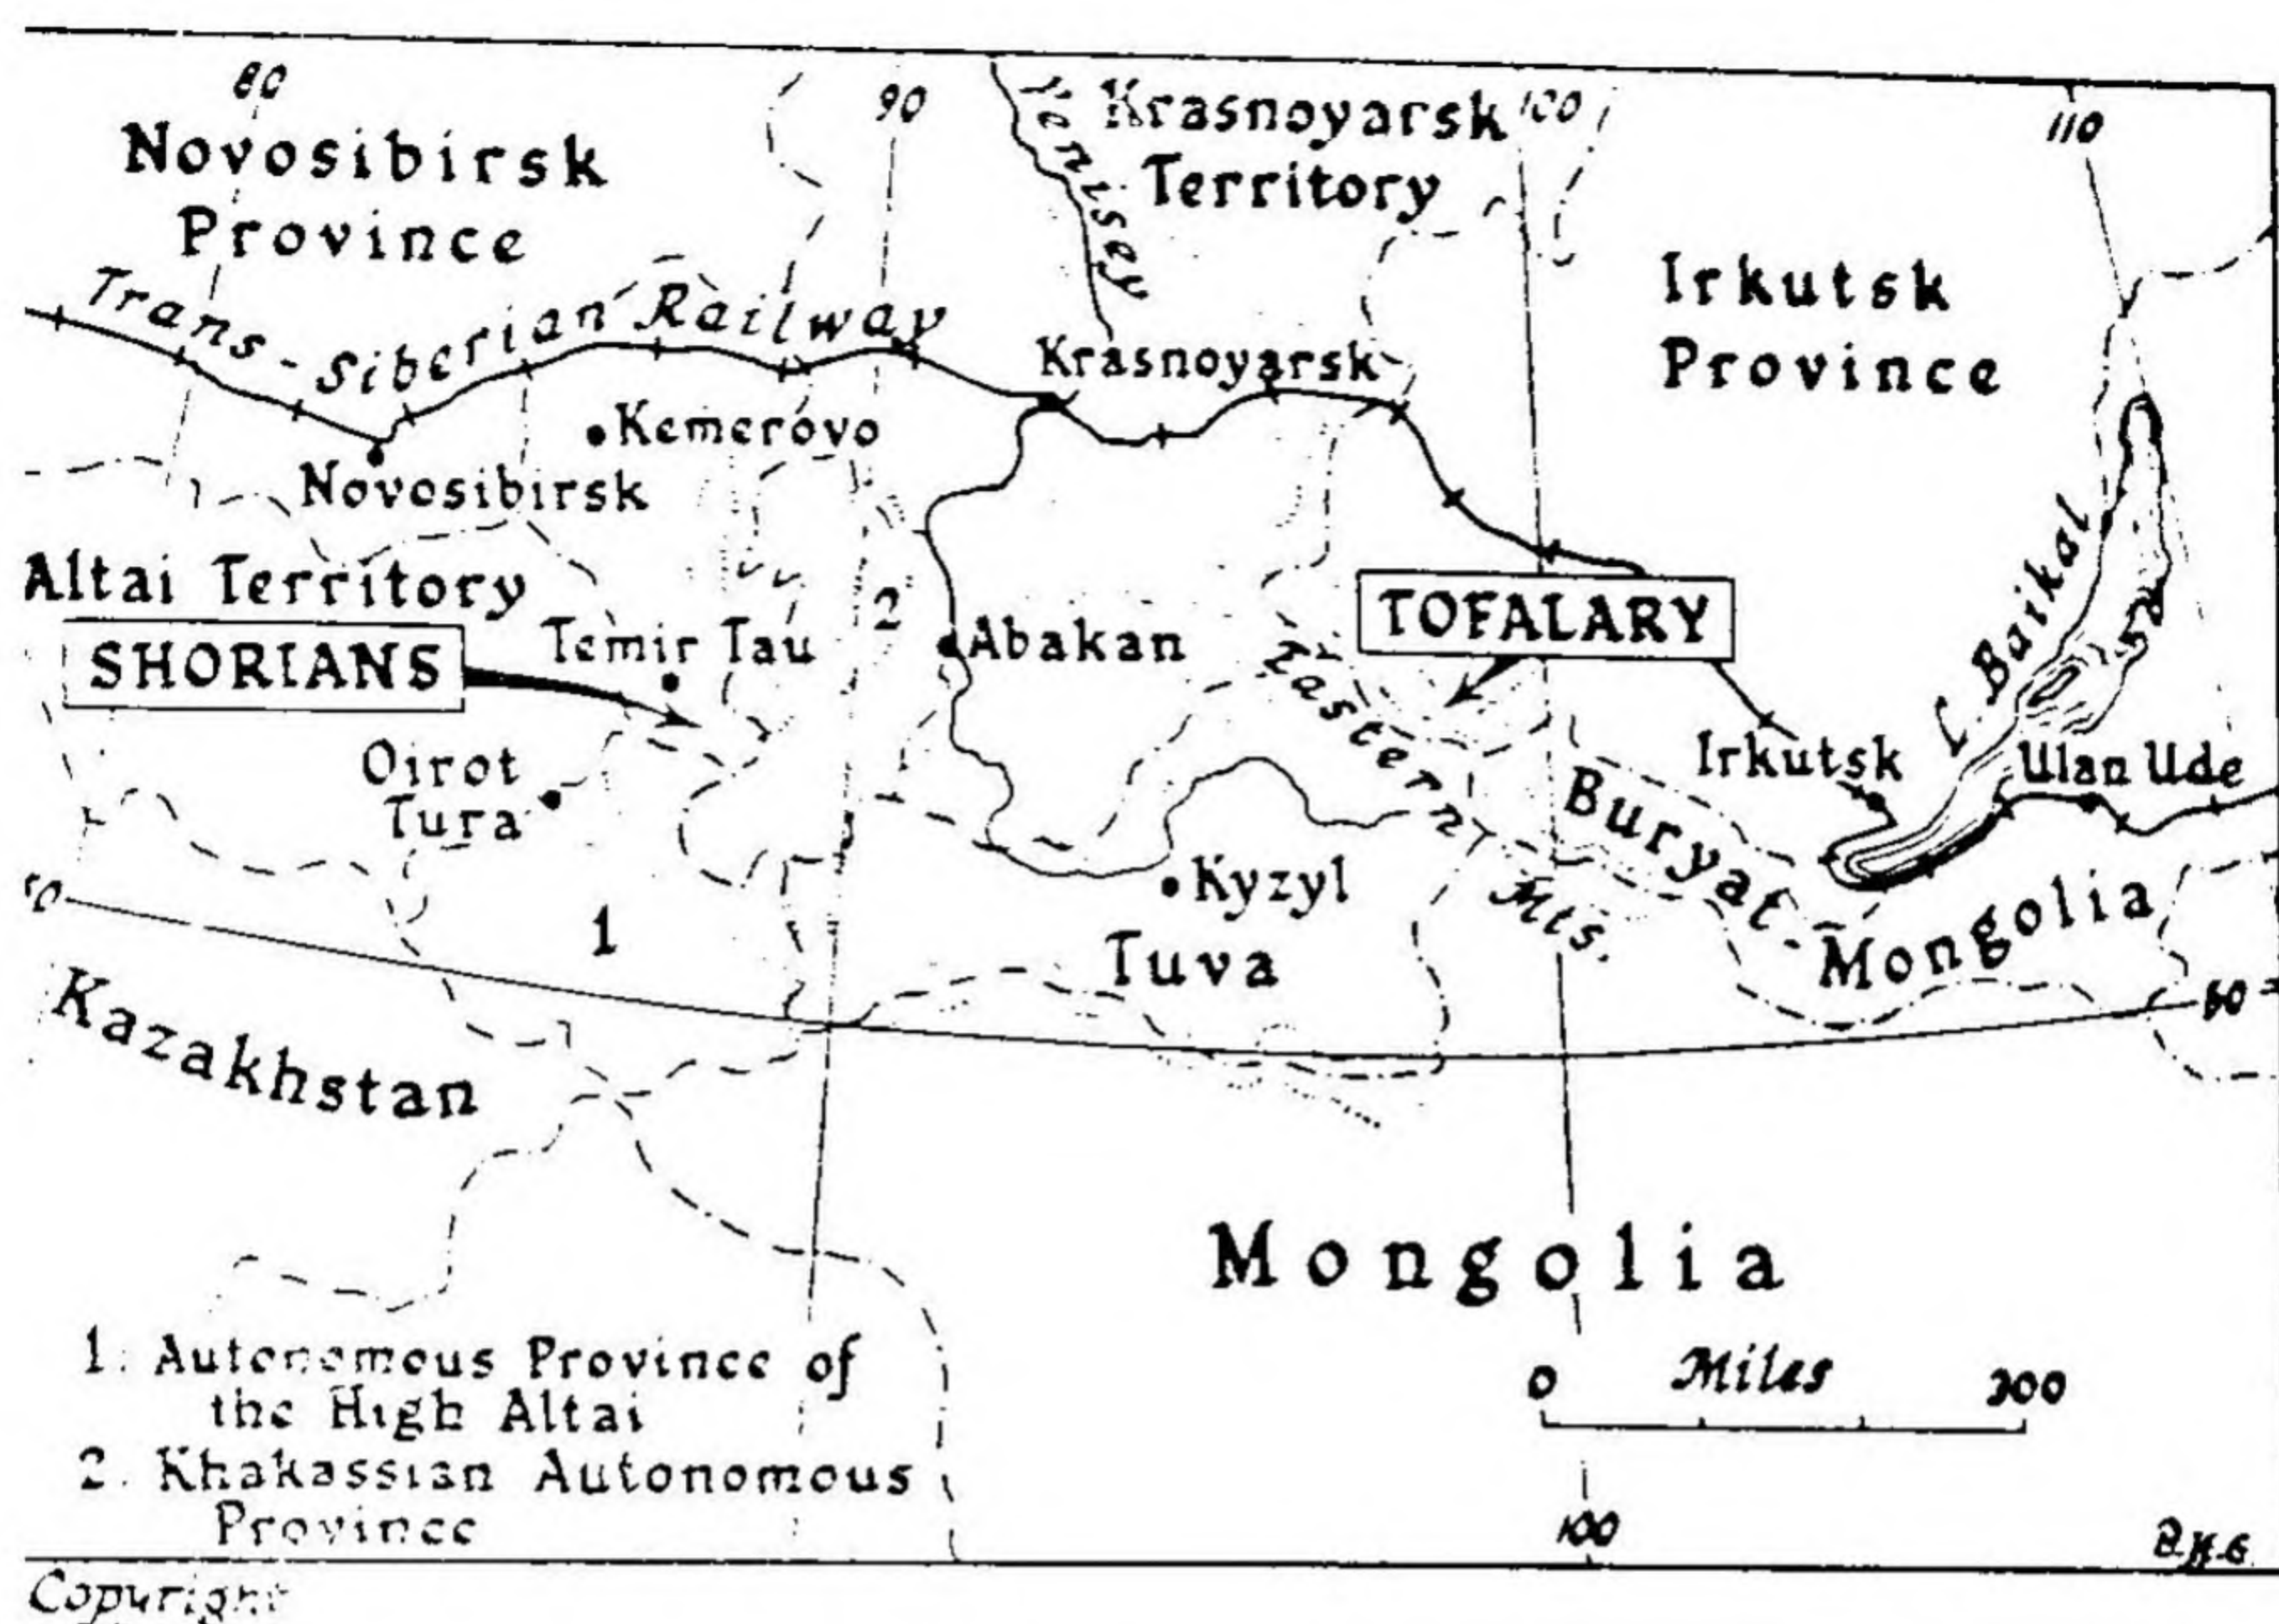 80
90
100
110
Novosibirsk
Province
Yenisey
Krasnoyarsk
Territory
Irkutsk
Province
Trans-Siberian Railway
Krasnoyarsk
Kemerovo
Novosibirsk
Altai Territory
SHORIANS
Temir Tau
2
Abakan
TOFALARY
L. Baikal
Eastern
Mts.
Oirot
Tura
Irkutsk
Ulan Ude
Buryat-Mongolia
Kyzyl
Tuva
1
50
Kazakhstan
Mongolia
1. Autonomous Province of
the High Altai
2. Khakassian Autonomous
Province
0 Miles 300
100
Copyright